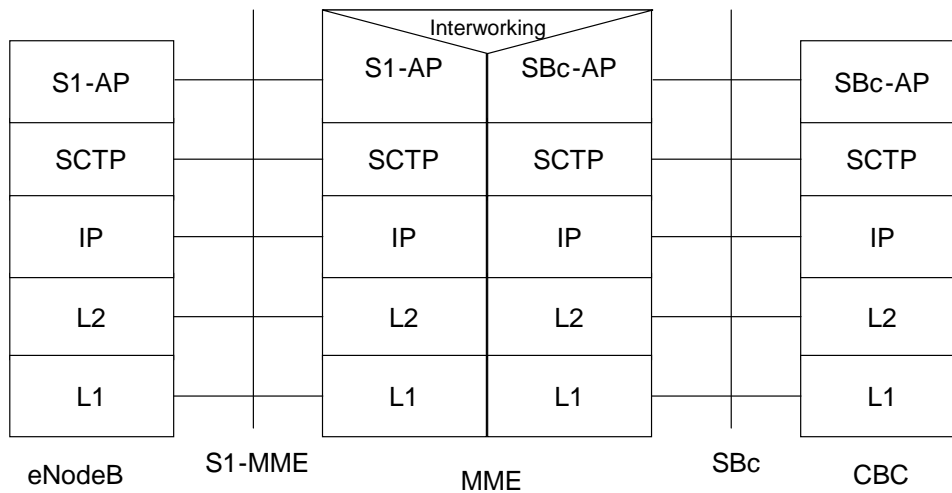 Interworking
S1-AP S1-AP SBc-AP SBc-AP
SCTP SCTP SCTP SCTP
IP IP IP IP
L2 L2 L2 L2
L1 L1 L1 L1
eNodeB S1-MME MME SBc CBC